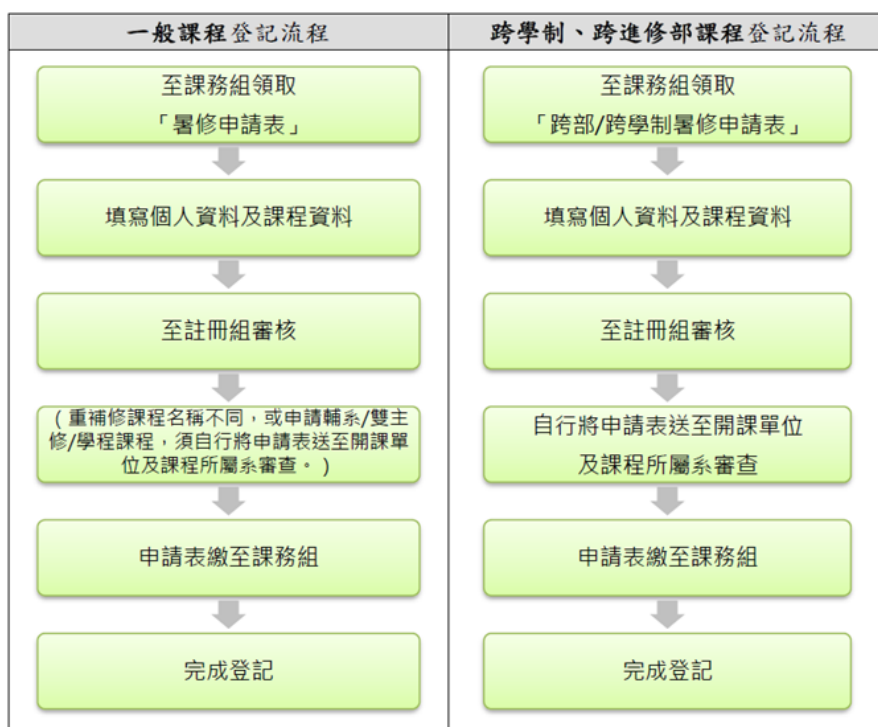 一般課程登記流程
至課務組領取
「暑修申請表」
填寫個人資料及課程資料
至註冊組審核
(重補修課程名稱不同，或申請輔系/雙主
修/學程課程，須自行將申請表送至開課單
位及課程所屬系審查。)
申請表繳至課務組
完成登記
跨學制、跨進修部課程登記流程
至課務組領取
「跨部/跨學制暑修申請表」
填寫個人資料及課程資料
至註冊組審核
自行將申請表送至開課單位
及課程所屬系審查
申請表繳至課務組
完成登記